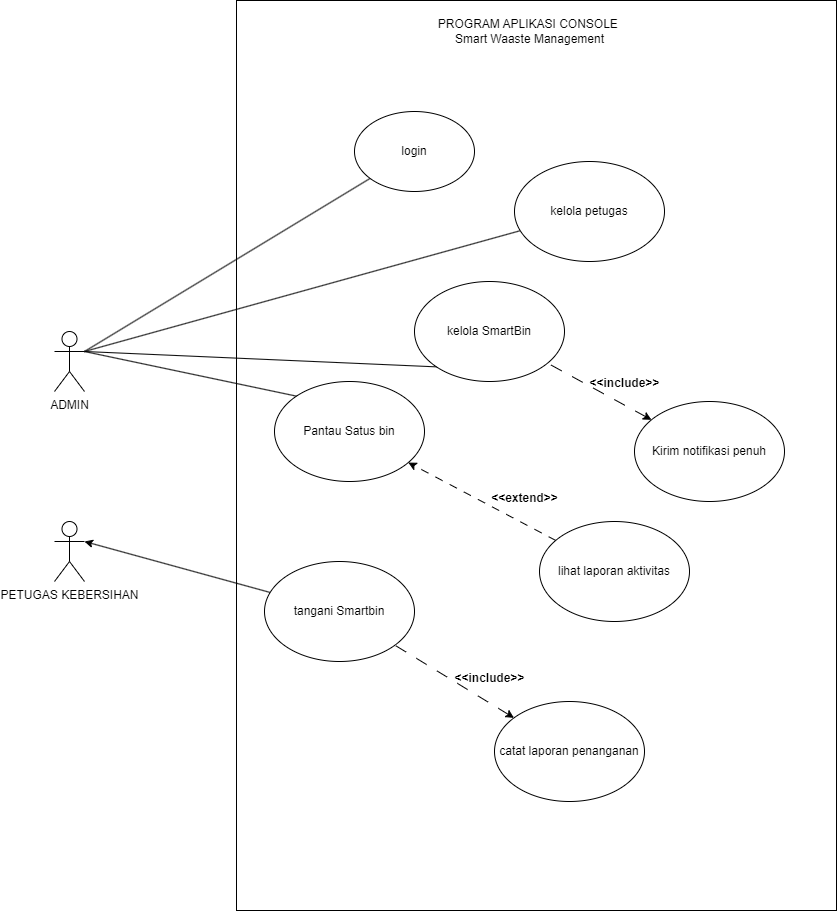 PROGRAM APLIKASI CONSOLE
Smart Waaste Management
login
kelola petugas
kelola SmartBin
<<include>>
ADMIN
Pantau Satus bin
Kirim notifikasi penuh
<<extend>>
lihat laporan aktivitas
PETUGAS KEBERSIHAN
tangani Smartbin
<<include>>
catat laporan penanganan